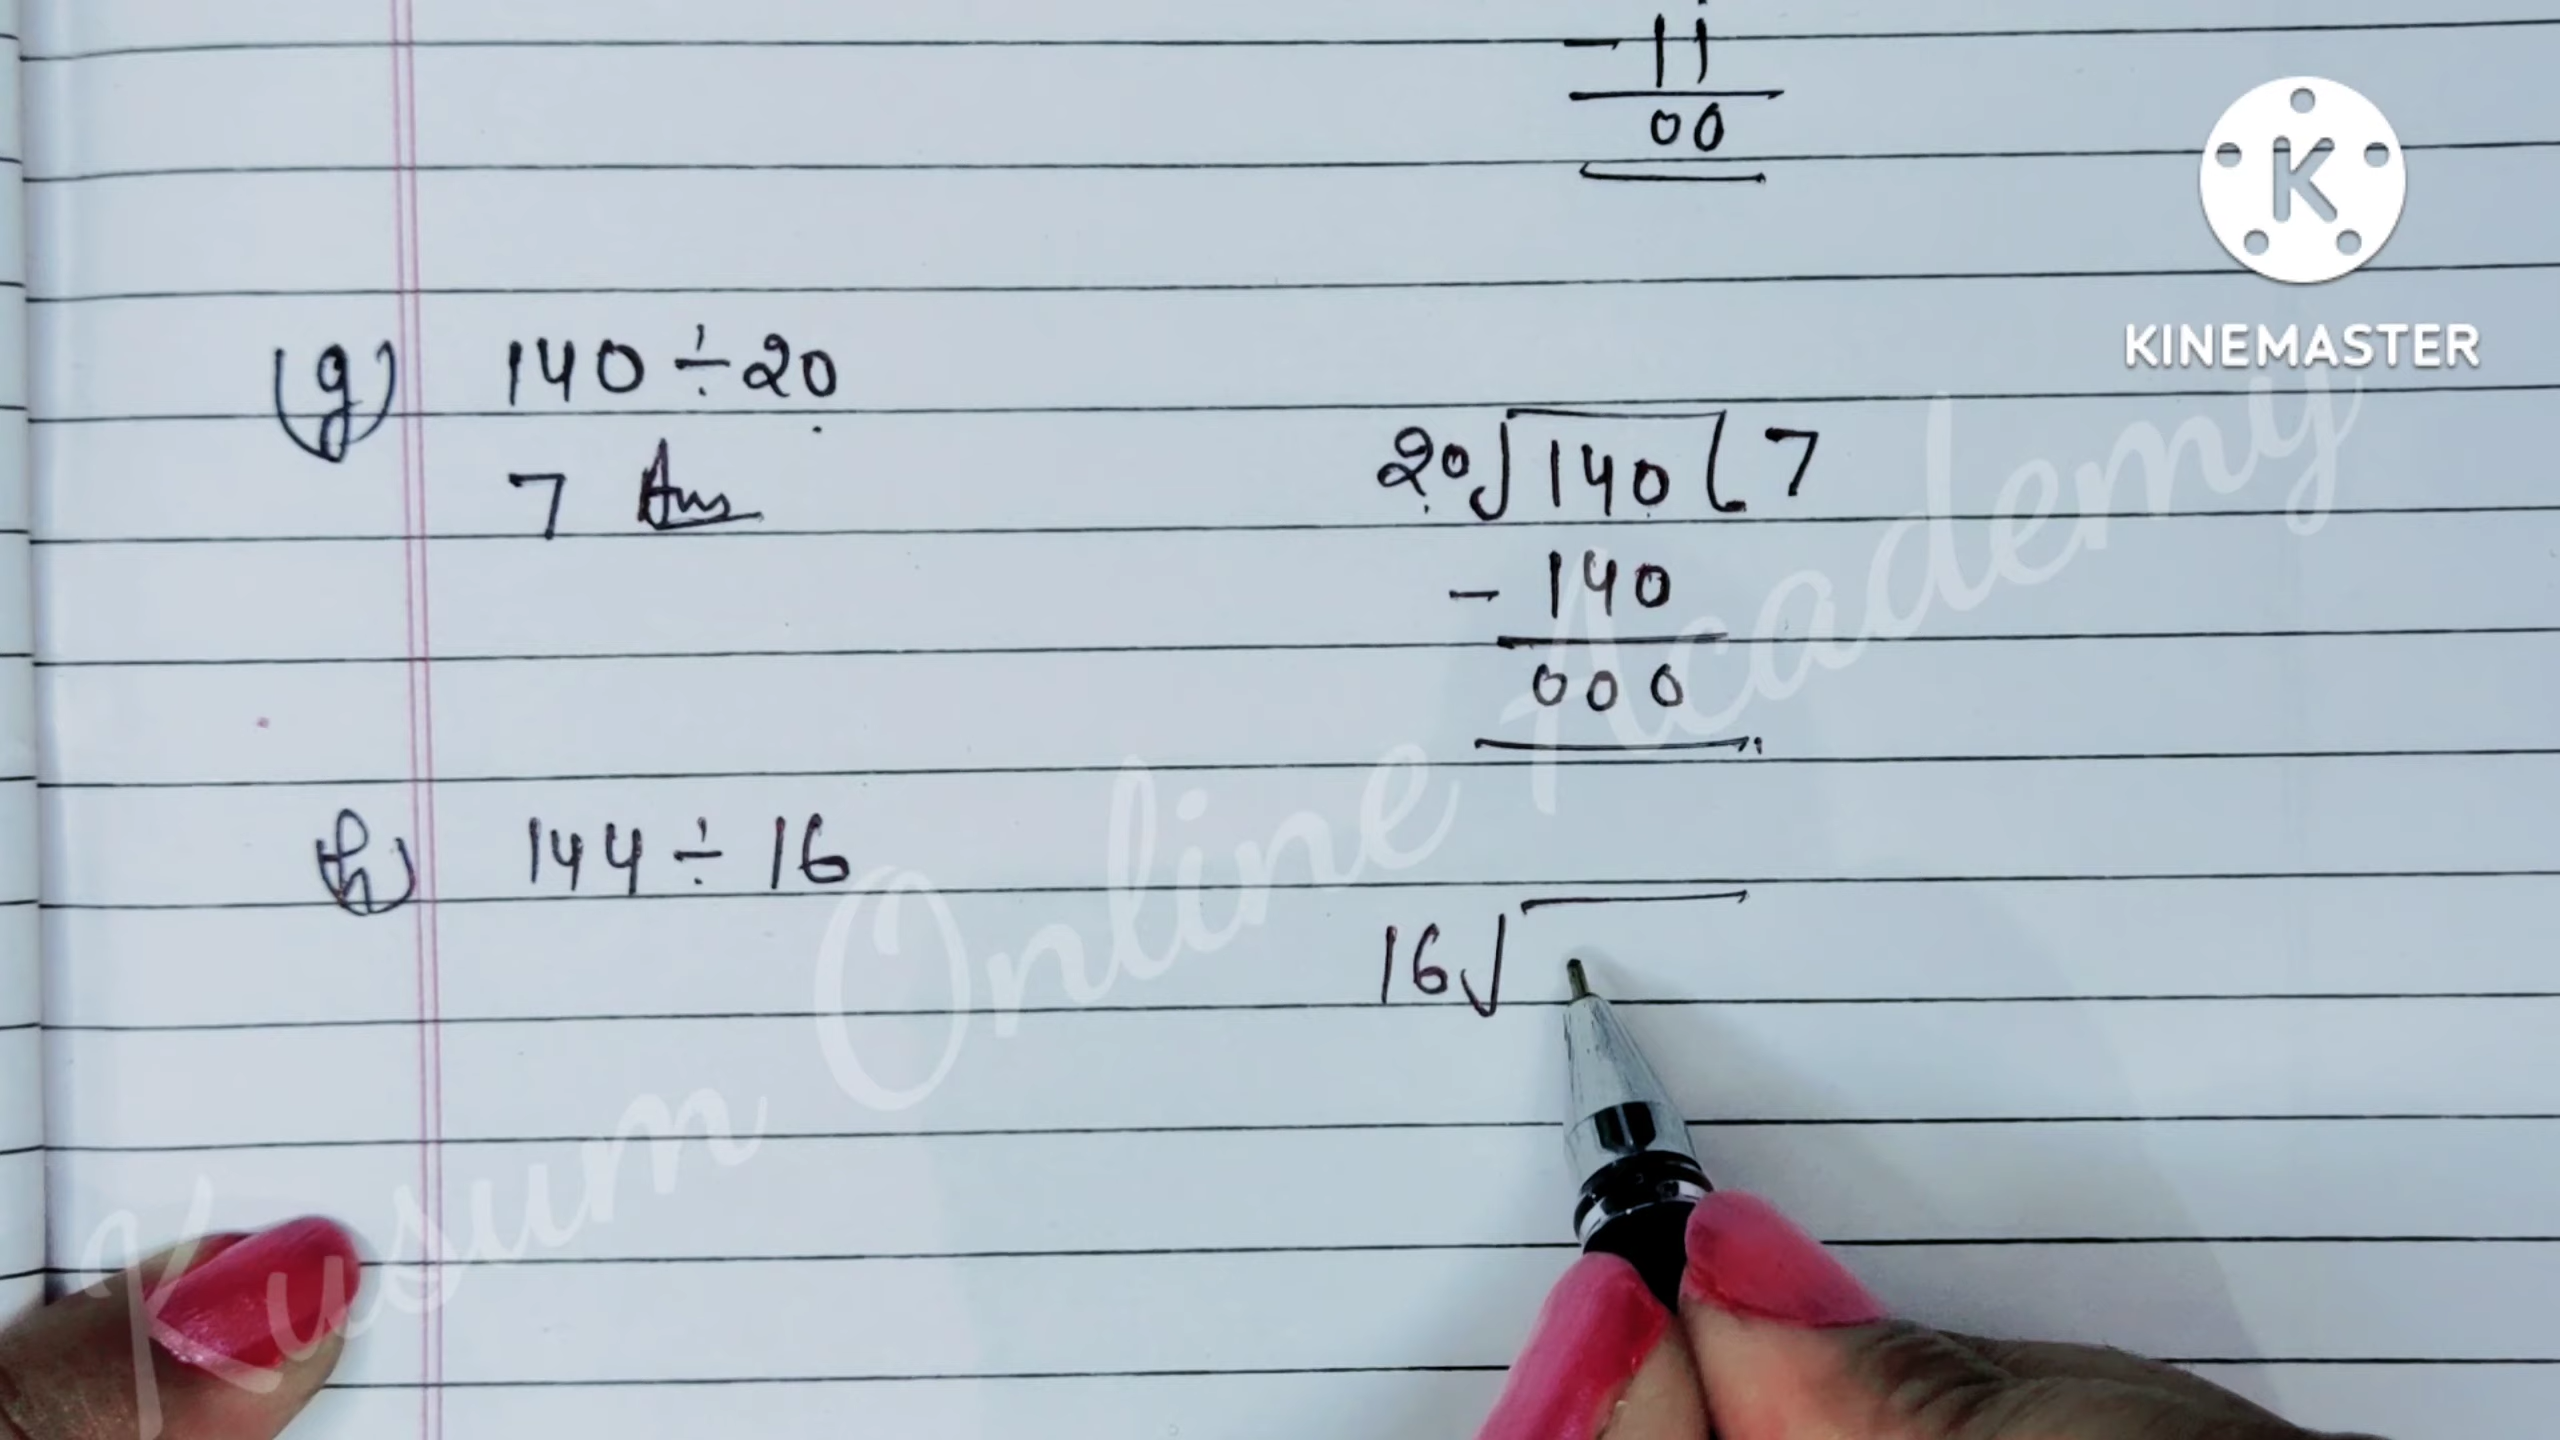 - 11
00
K
KINEMASTER
(g) 140 ÷ 20
7 Ans
20√140 ( 7
- 140
000
(h) 144 ÷ 16
16√
Kusum Online Academy